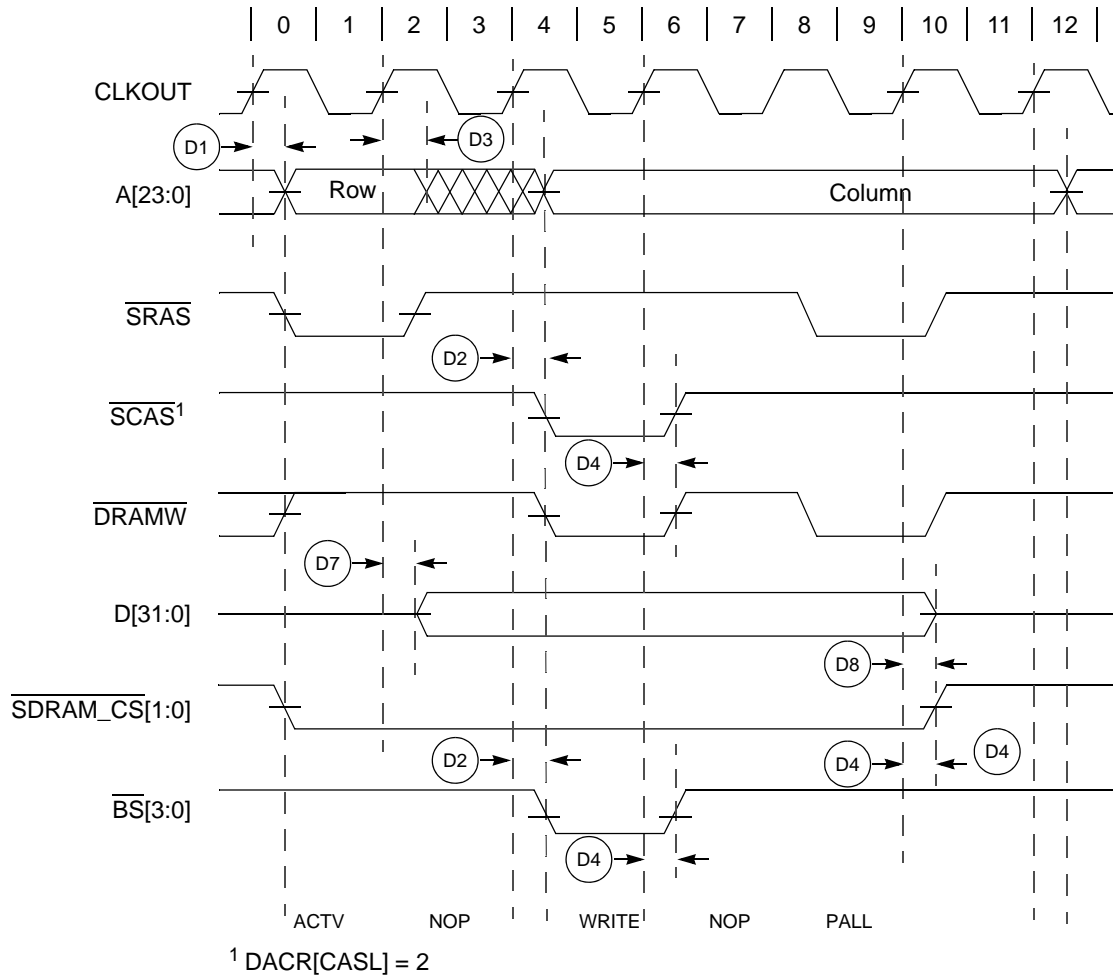 0 1 2 3 4 5 6 7 8 9 10 11 12
CLKOUT
D1 D3
A[23:0] Row Column
SRAS
D2
SCAS¹
D4
DRAMW
D7
D[31:0]
D8
SDRAM_CS[1:0]
D2 D4 D4
BS[3:0]
D4
ACTV NOP WRITE NOP PALL
¹ DACR[CASL] = 2